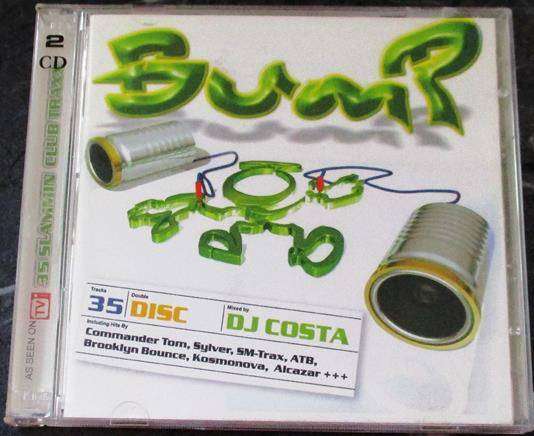 2
CD
35 SLAMMIN' CLUB TRAX
AS SEEN ON TV
Bump
Tracks
35
Double
DISC
Mixed by
DJ COSTA
Including Hits By
Commander Tom, Sylver, SM-Trax, ATB,
Brooklyn Bounce, Kosmonova, Alcazar +++